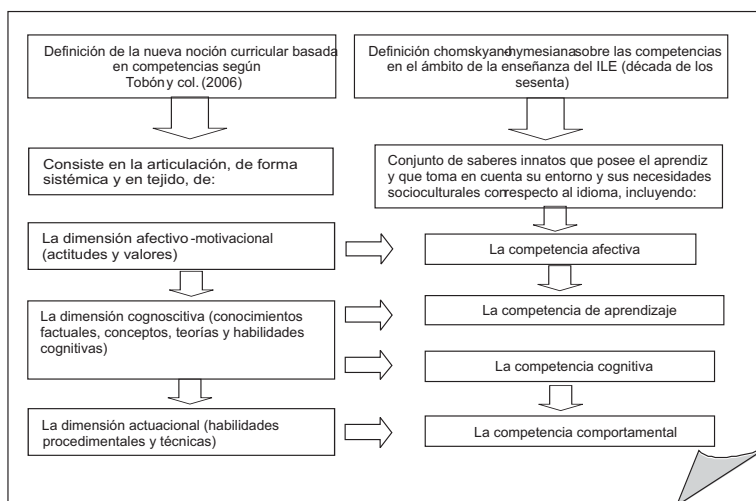 Definición de la nueva noción curricular basada
en competencias según
Tobón y col. (2006)
Consiste en la articulación, de forma
sistémica y en tejido, de:
La dimensión afectivo -motivacional
(actitudes y valores)
La dimensión cognoscitiva (conocimientos
factuales, conceptos, teorías y habilidades
cognitivas)
La dimensión actuacional (habilidades
procedimentales y técnicas)
Definición chomskyano-hymesiana sobre las competencias
en el ámbito de la enseñanza del ILE (década de los
sesenta)
Conjunto de saberes innatos que posee el aprendiz
y que toma en cuenta su entorno y sus necesidades
socioculturales con respecto al idioma, incluyendo:
La competencia afectiva
La competencia de aprendizaje
La competencia cognitiva
La competencia comportamental